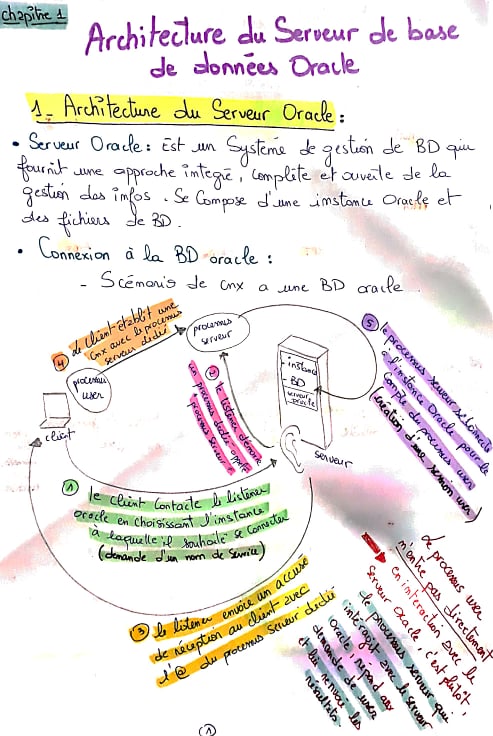 chapître 1
Architecture du Serveur de base
de données Oracle
1_ Architecture du Serveur Oracle :
• Serveur Oracle : Est un Système de gestion de BD qui
fournit une approche integré, complète et ouverte de la
gestion des infos. Se Compose d'une instance Oracle et
des fichiers de BD.
• Connexion à la BD oracle :
- Scénario de cnx a une BD oracle
④ le client établit une
cnx avec le processus
serveur dédié
processus
user
client
processus
serveur
② le listener démarre
un processus dédié appelé
"processus serveur"
instance
BD
serveur
oracle
serveur
⑤ le processus serveur se connecte
à l'instance Oracle pour le
compte du processus user
(création d'une session user)
① le Client Contacte le listener
oracle en choisissant l'instance
à laquelle il souhaite se connecter
(demande d'un nom de Service)
③ le listener envoie un accusé
de réception au client avec
l'@ du processus Serveur dédié
Le processus user
n'entre pas directement
en interaction avec le
Serveur Oracle, c'est plutôt
le processus serveur qui
intéragit avec le serveur
oracle, répond aux
demande de user
et lui renvoi les
résultats.
1